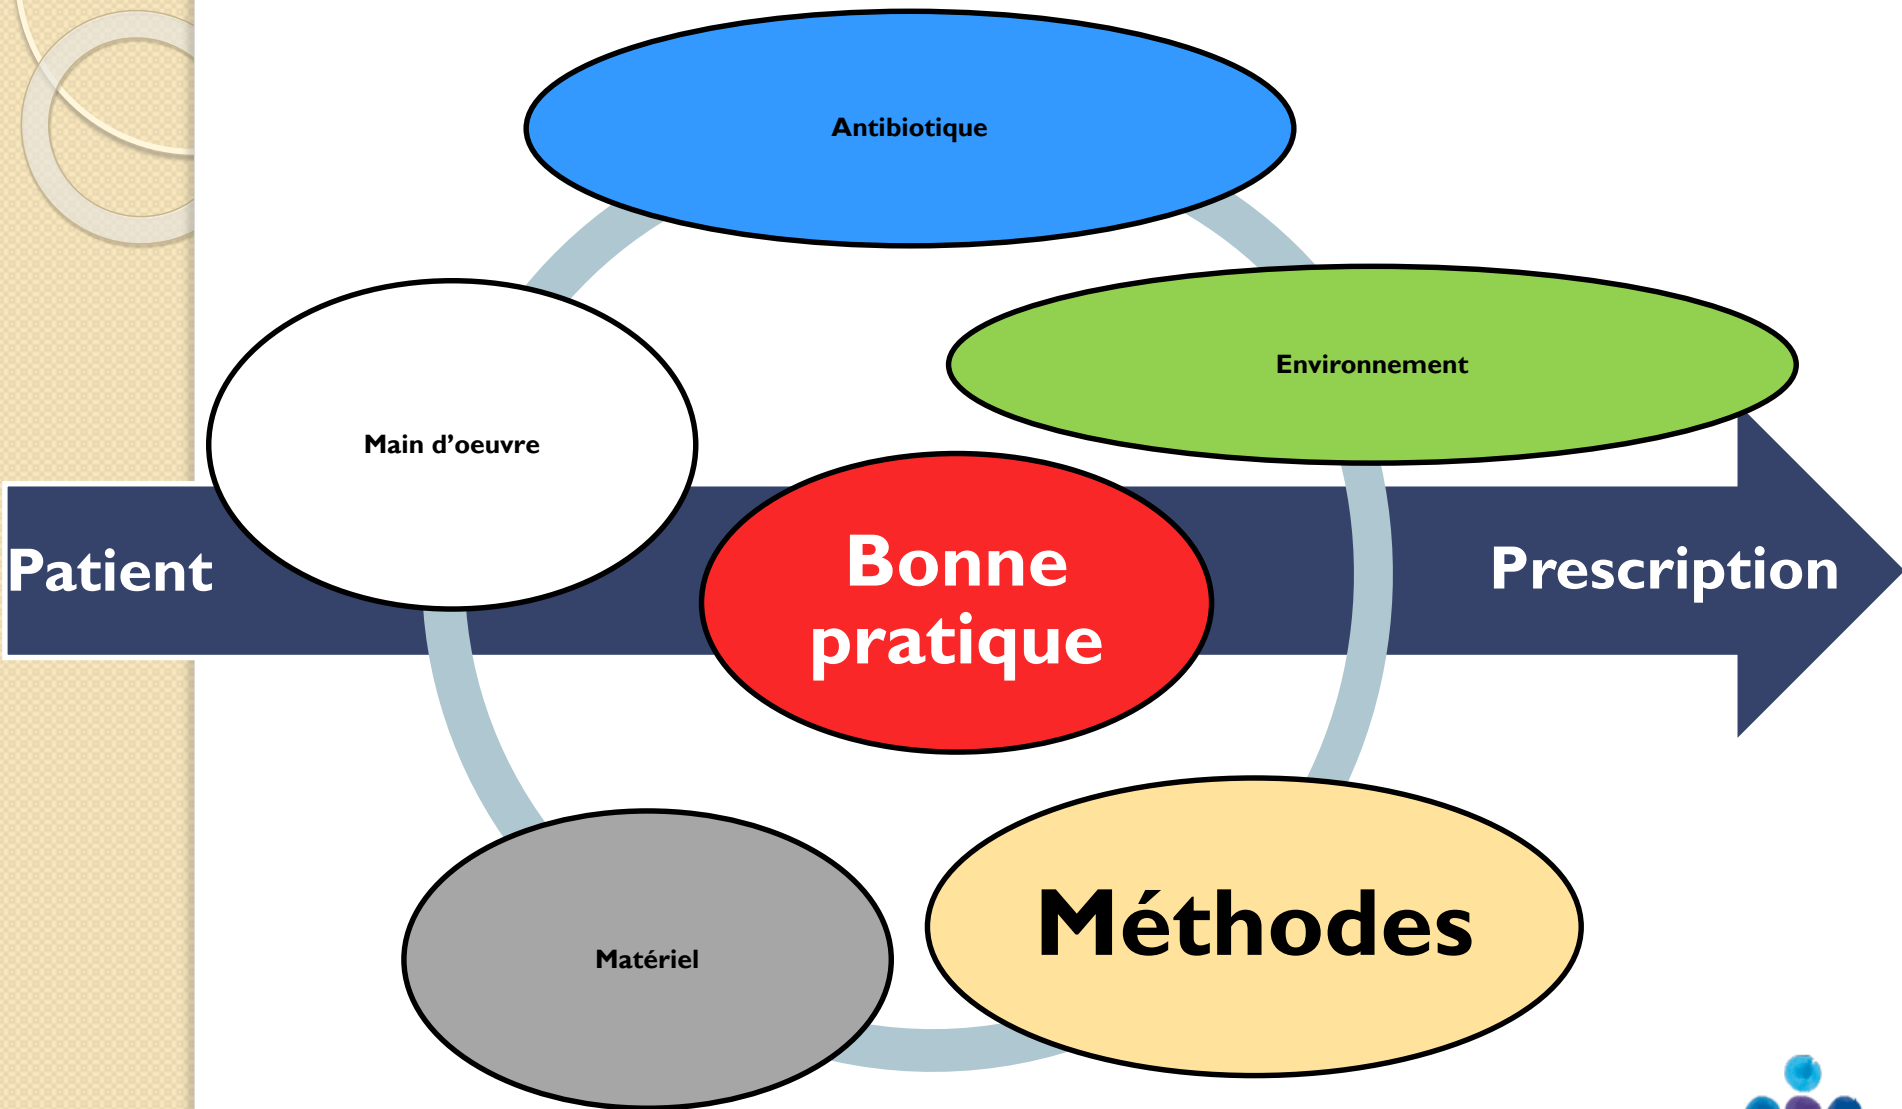 Antibiotique
Environnement
Main d'oeuvre
Patient
Bonne
pratique
Prescription
Méthodes
Matériel